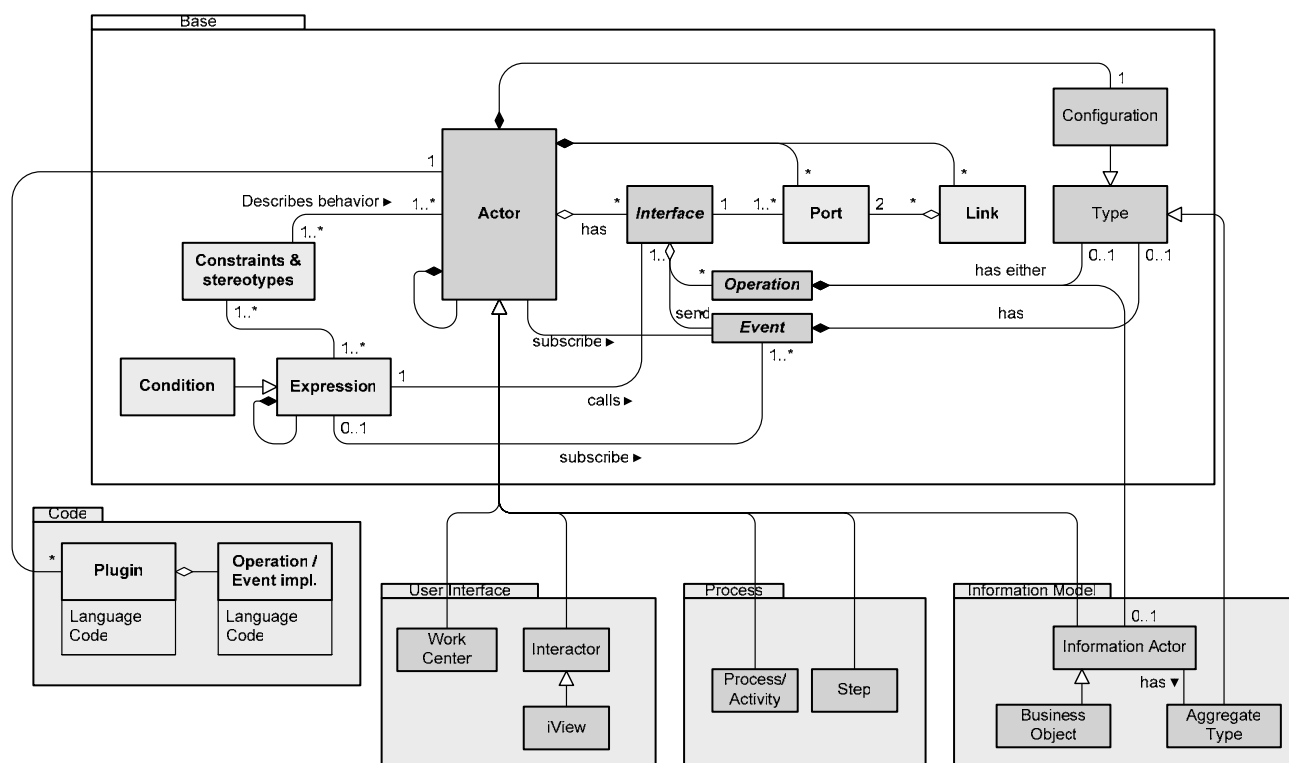 Base
1
Configuration
1
Describes behavior ►
1..*
Actor
*
has
Interface
1
1..*
*
Port
2
*
*
Link
Type
1..*
Constraints &
stereotypes
1..
*
Operation
has either
0..1
0..1
send
*
Event
has
1..*
1..*
subscribe ►
1..*
Condition
Expression
1
calls ►
0..1
subscribe ►
Code
*
Plugin
Operation /
Event impl.
Language
Code
Language
Code
User Interface
Work
Center
Interactor
iView
Process
Process/
Activity
Step
Information Model
0..1
Information Actor
has ▼
Business
Object
Aggregate
Type